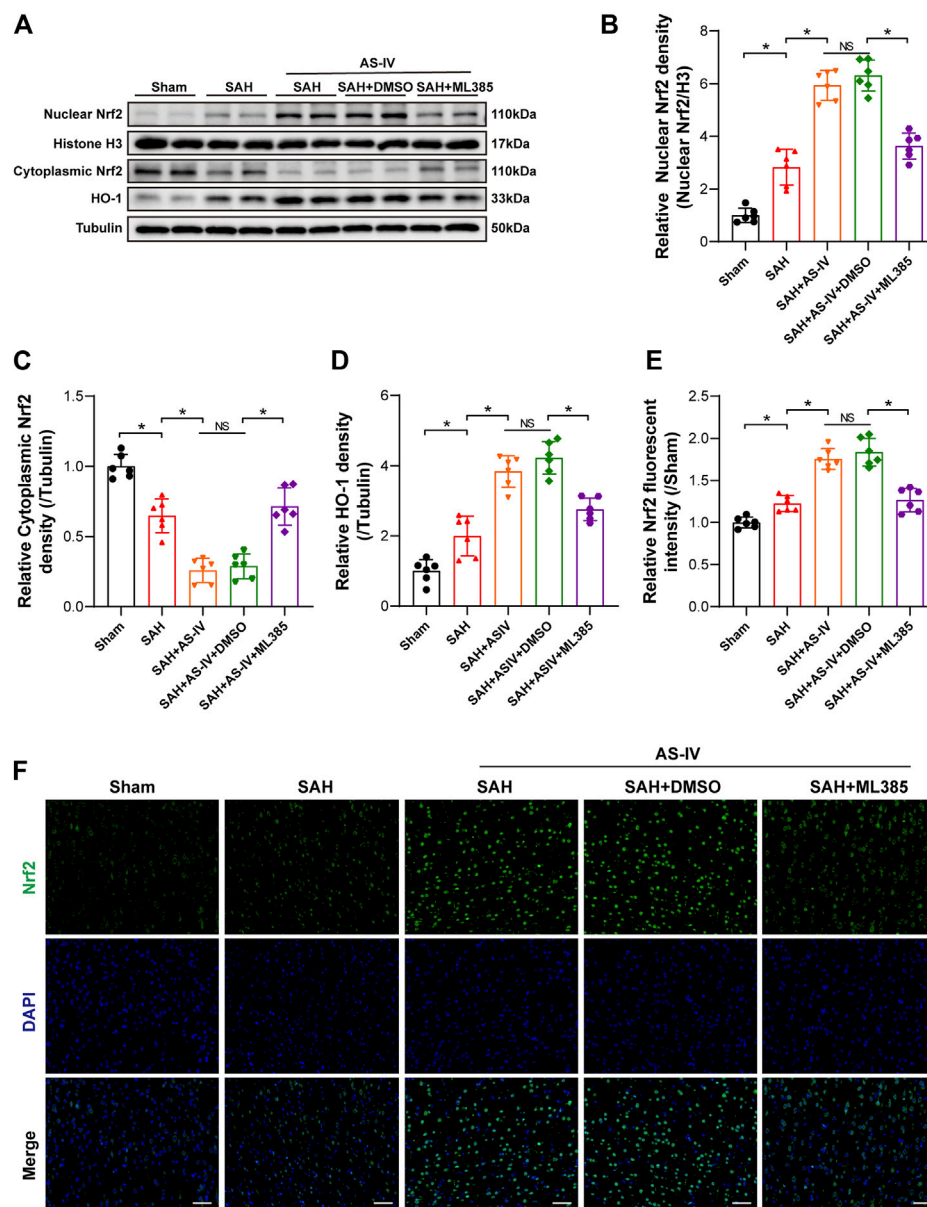 A
AS-IV
Sham SAH SAH SAH+DMSO SAH+ML385
Nuclear Nrf2 110kDa
Histone H3 17kDa
Cytoplasmic Nrf2 110kDa
HO-1 33kDa
Tubulin 50kDa
B
Relative Nuclear Nrf2 density
(Nuclear Nrf2/H3)
8
6
4
2
0
* * NS *
Sham
SAH
SAH+AS-IV
SAH+AS-IV+DMSO
SAH+AS-IV+ML385
C
Relative Cytoplasmic Nrf2
density (/Tubulin)
1.5
1.0
0.5
0.0
* * NS *
Sham
SAH
SAH+AS-IV
SAH+AS-IV+DMSO
SAH+AS-IV+ML385
D
Relative HO-1 density
(/Tubulin)
6
4
2
0
* * NS *
Sham
SAH
SAH+ASIV
SAH+ASIV+DMSO
SAH+ASIV+ML385
E
Relative Nrf2 fluorescent
intensity (/Sham)
2.5
2.0
1.5
1.0
0.5
0.0
* * NS *
Sham
SAH
SAH+AS-IV
SAH+AS-IV+DMSO
SAH+AS-IV+ML385
F
AS-IV
Sham SAH SAH SAH+DMSO SAH+ML385
Nrf2
DAPI
Merge